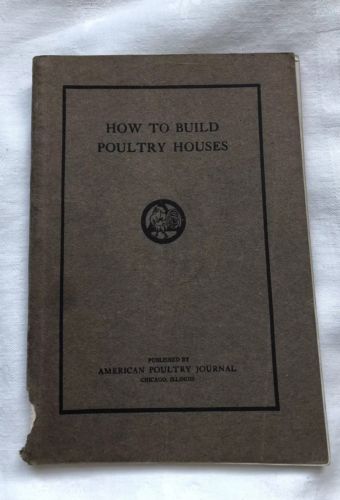 HOW TO BUILD
POULTRY HOUSES
PUBLISHED BY
AMERICAN POULTRY JOURNAL
CHICAGO, ILLINOIS